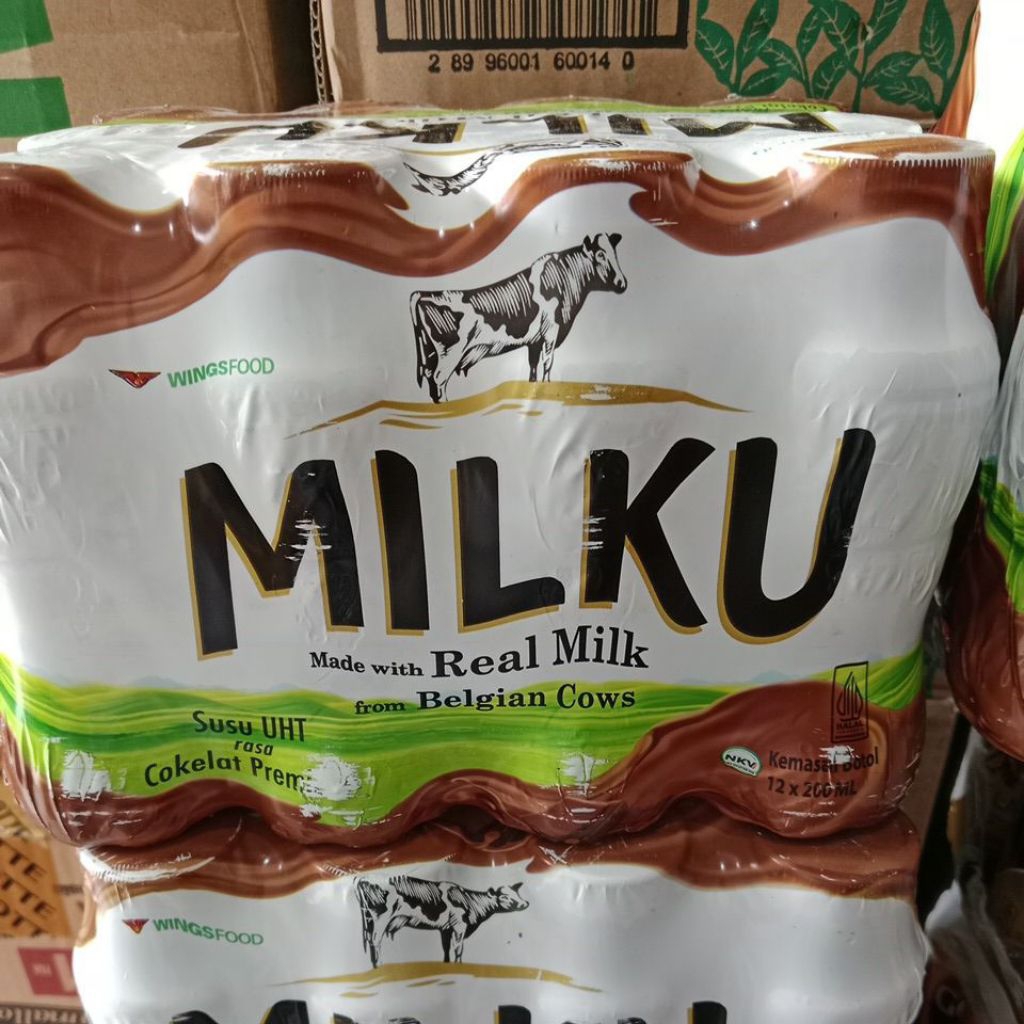 2 89 96001 60014 0
WINGSFOOD
MILKU
Made with Real Milk
from Belgian Cows
Susu UHT
rasa
Cokelat
HALAL
NKV
Kemasan Botol
12 x 200 ML
WINGSFOOD